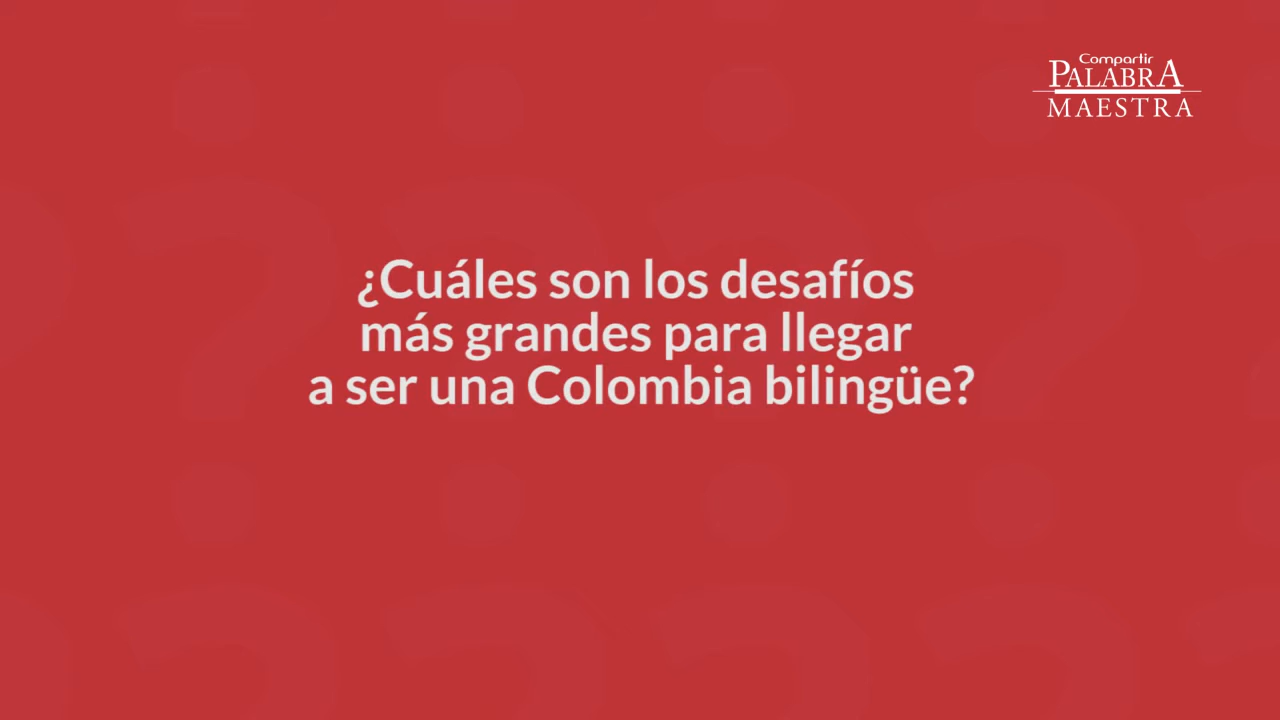 Compartir
PALABRA
MAESTRA
¿Cuáles son los desafíos
más grandes para llegar
a ser una Colombia bilingüe?